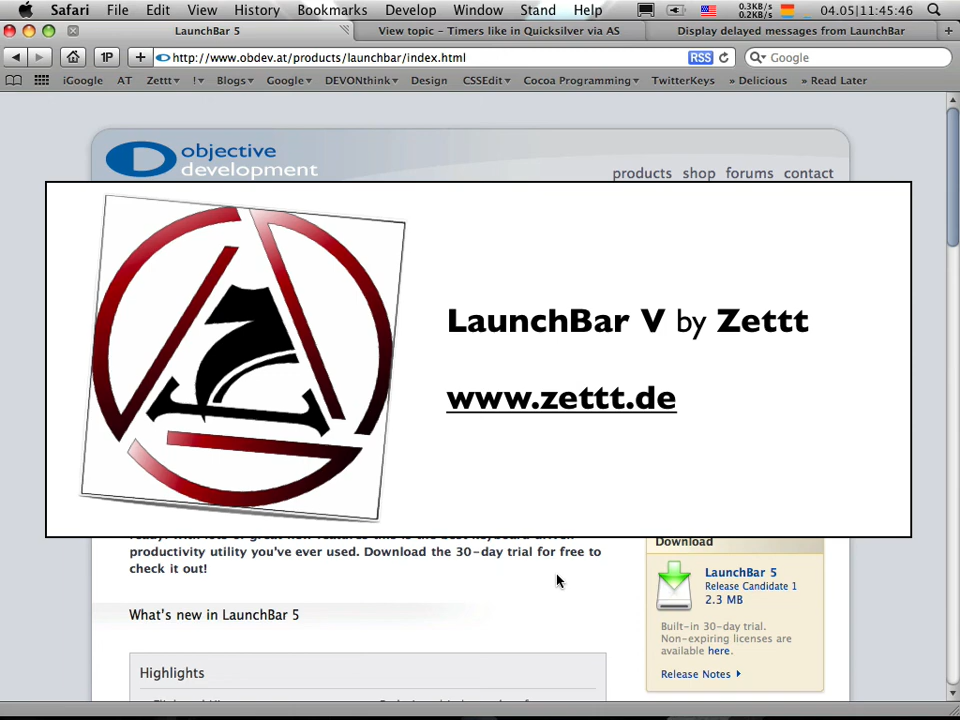 Safari File Edit View History Bookmarks Develop Window Stand Help 0.3KB/s 0.2KB/s 04.05|11:45:46
LaunchBar 5 View topic - Timers like in Quicksilver via AS Display delayed messages from LaunchBar
1P http://www.obdev.at/products/launchbar/index.html RSS Google
iGoogle AT Zettt ! Blogs Google DEVONthink Design CSSEdit Cocoa Programming TwitterKeys » Delicious » Read Later
objective
development
products shop forums contact
LaunchBar V by Zettt
www.zettt.de
productivity utility you've ever used. Download the 30-day trial for free to
check it out!
What's new in LaunchBar 5
Highlights
Download
LaunchBar 5
Release Candidate 1
2.3 MB
Built-in 30-day trial.
Non-expiring licenses are
available here.
Release Notes